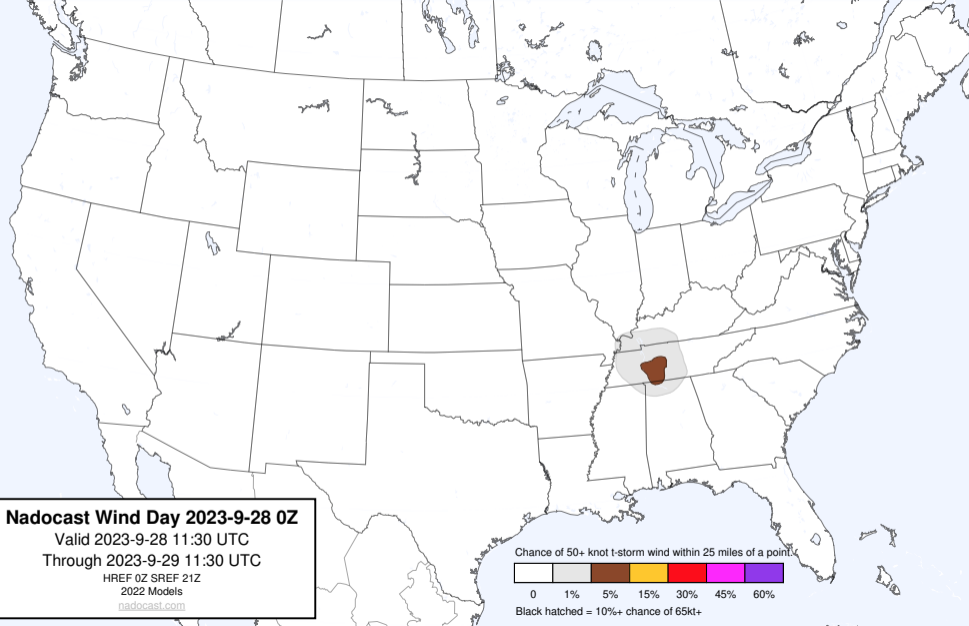 Nadocast Wind Day 2023-9-28 0Z
Valid 2023-9-28 11:30 UTC
Through 2023-9-29 11:30 UTC
HREF 0Z SREF 21Z
2022 Models
nadocast.com
Chance of 50+ knot t-storm wind within 25 miles of a point.
0 1% 5% 15% 30% 45% 60%
Black hatched = 10%+ chance of 65kt+